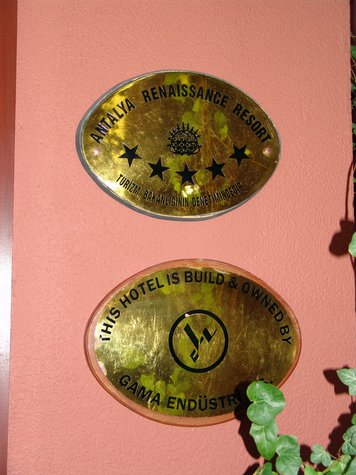 ANTALYA RENAISSANCE RESORT
TURİZM BAKANLIĞININ DENETİMİNDEDİR
THIS HOTEL IS BUILD & OWNED BY
GAMA ENDÜSTRİ